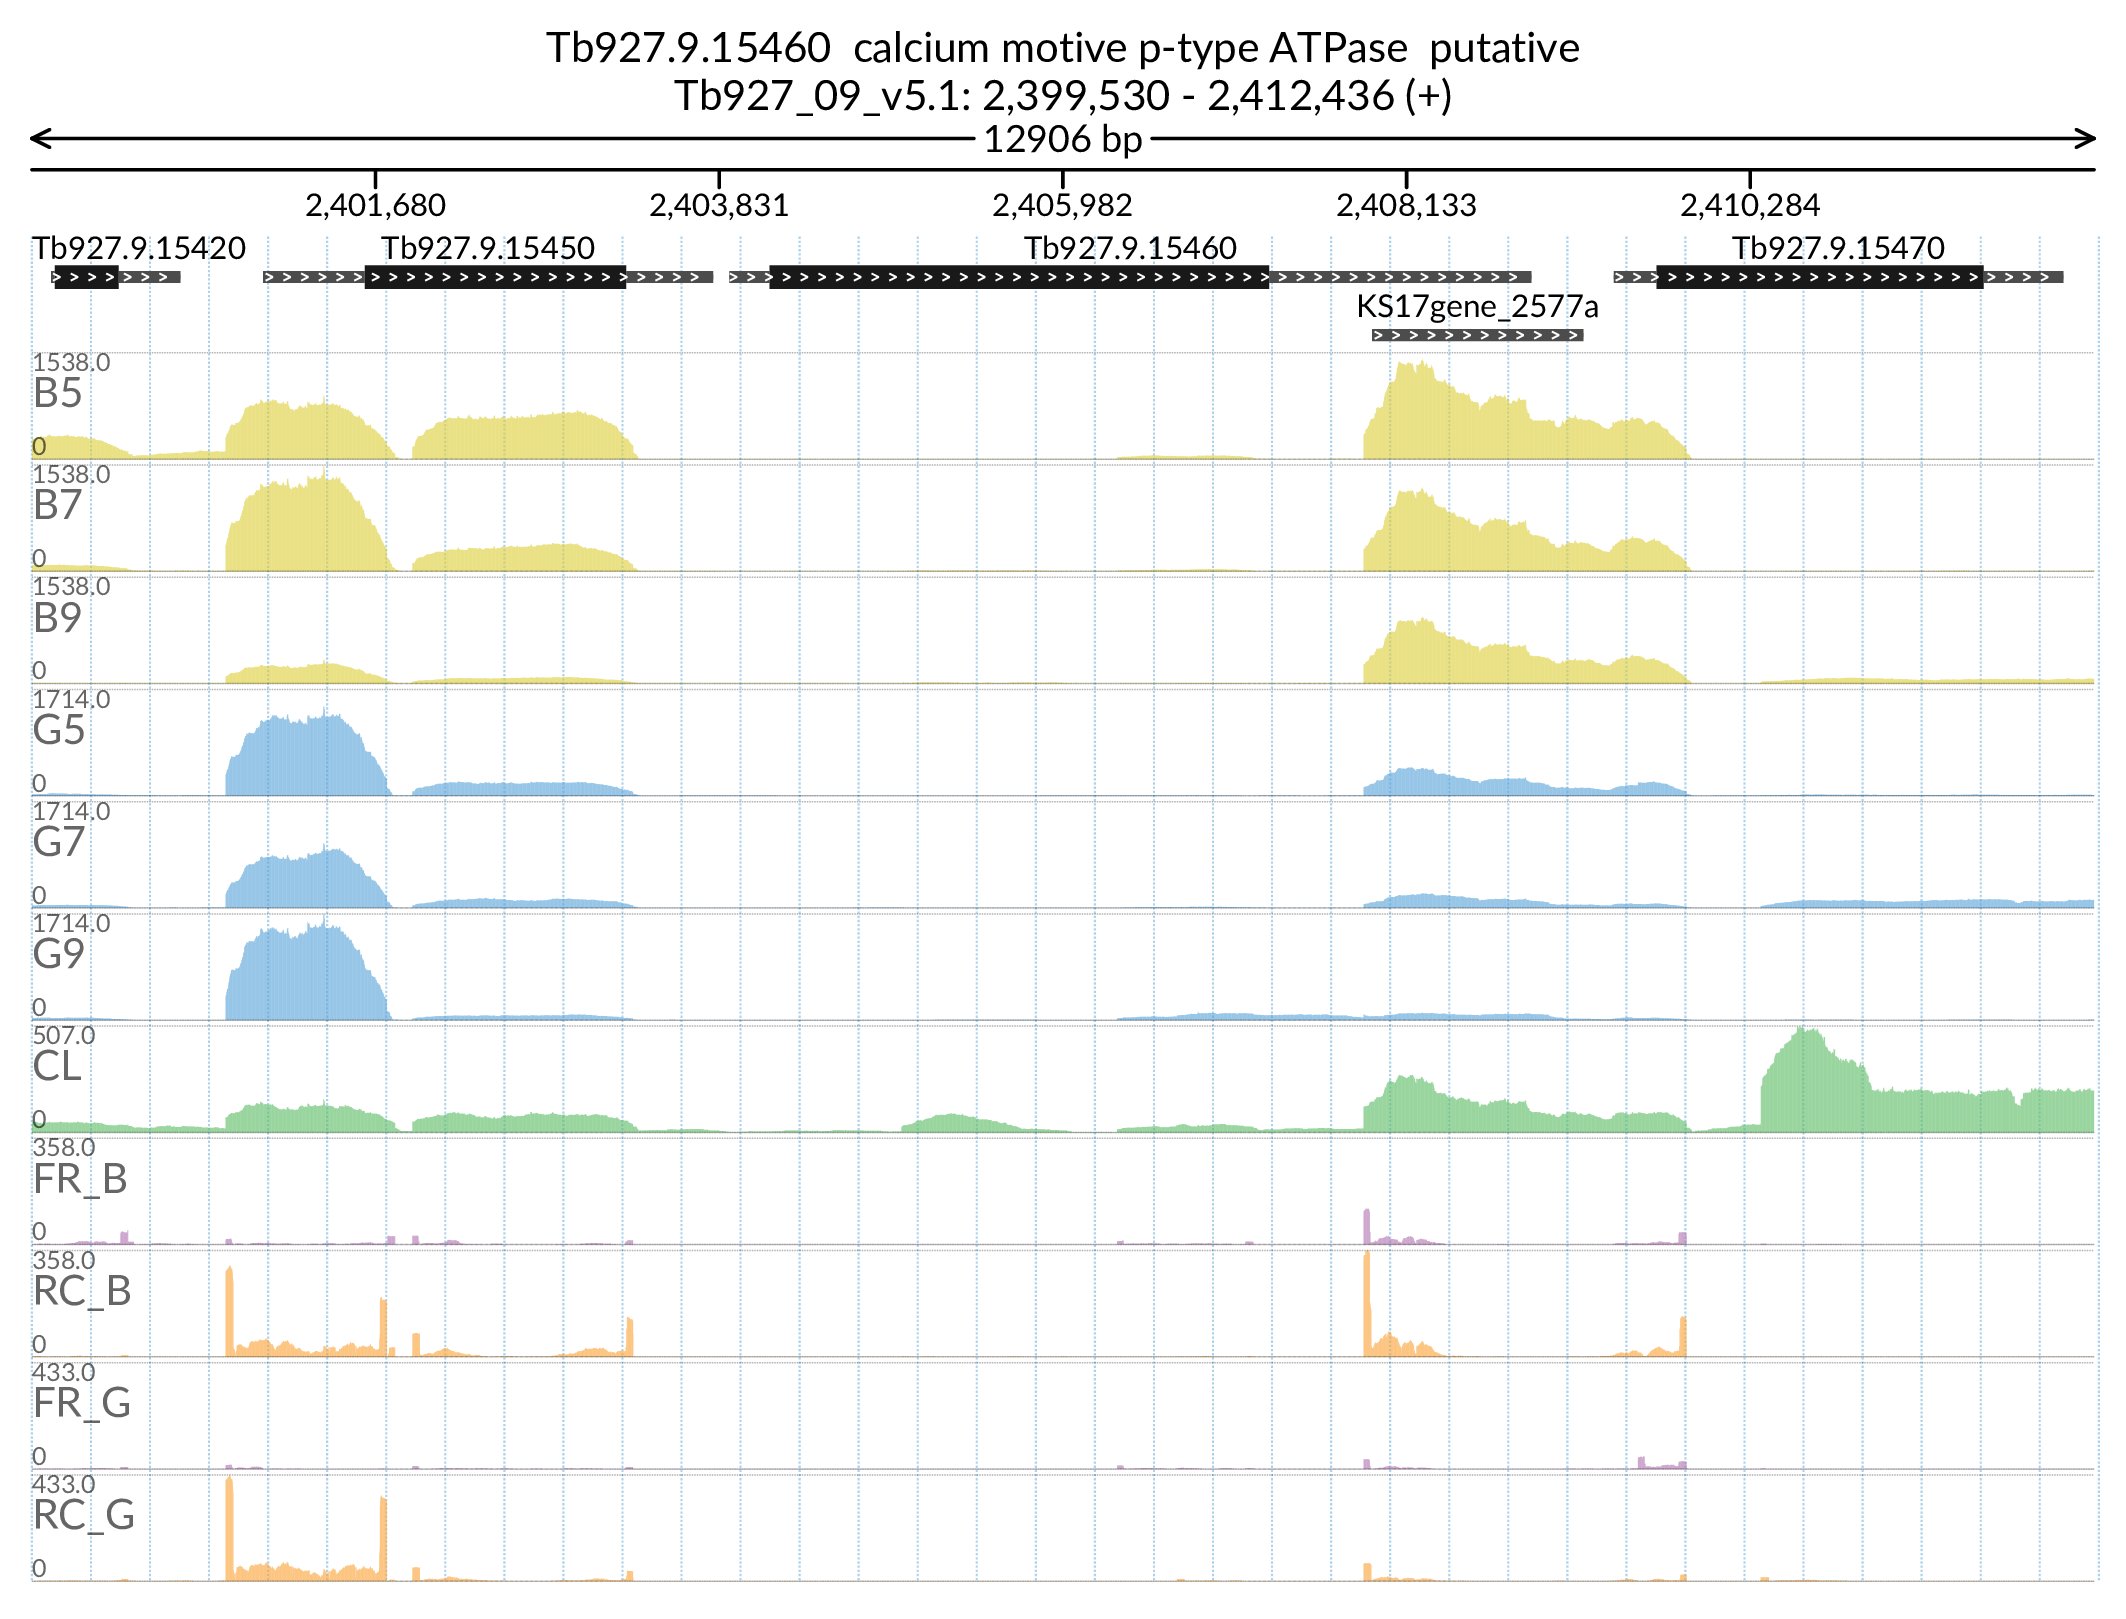 Tb927.9.15460  calcium motive p-type ATPase  putative
Tb927_09_v5.1: 2,399,530 - 2,412,436 (+)
12906 bp
2,401,680 2,403,831 2,405,982 2,408,133 2,410,284
Tb927.9.15420 Tb927.9.15450 Tb927.9.15460 Tb927.9.15470
KS17gene_2577a
1538.0
B5
0
1538.0
B7
0
1538.0
B9
0
1714.0
G5
0
1714.0
G7
0
1714.0
G9
0
507.0
CL
0
358.0
FR_B
0
358.0
RC_B
0
433.0
FR_G
0
433.0
RC_G
0